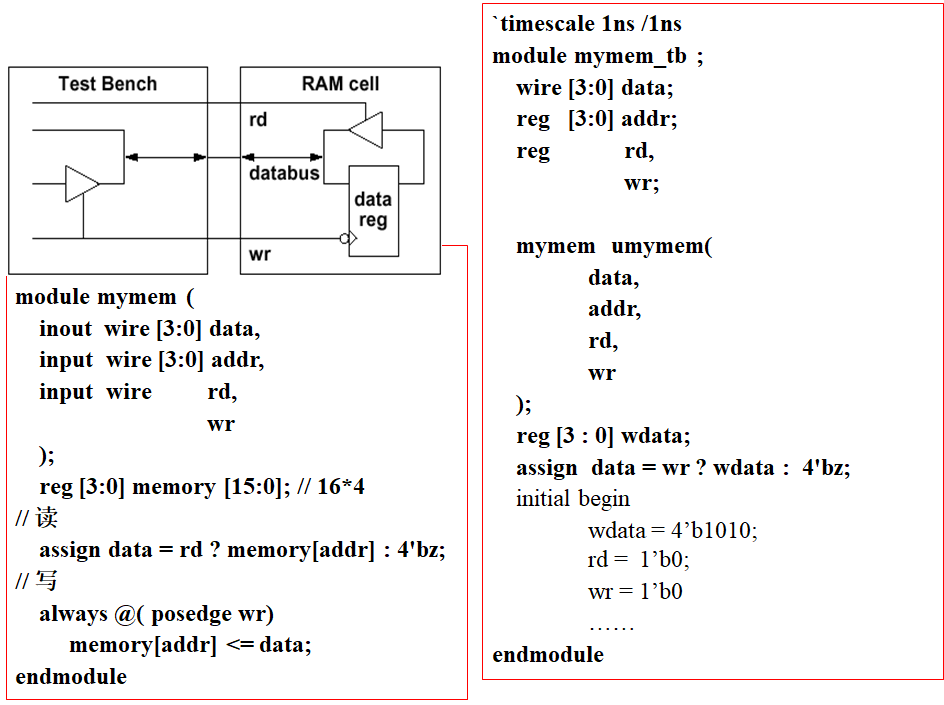 Test Bench
RAM cell
rd
databus
data
reg
wr
module mymem (
inout wire [3:0] data,
input wire [3:0] addr,
input wire rd,
wr
);
reg [3:0] memory [15:0]; // 16*4
// 读
assign data = rd ? memory[addr] : 4'bz;
// 写
always @( posedge wr)
memory[addr] <= data;
endmodule
`timescale 1ns /1ns
module mymem_tb ;
wire [3:0] data;
reg [3:0] addr;
reg rd,
wr;
mymem umymem(
data,
addr,
rd,
wr
);
reg [3 : 0] wdata;
assign data = wr ? wdata : 4'bz;
initial begin
wdata = 4’b1010;
rd = 1’b0;
wr = 1’b0
……
endmodule